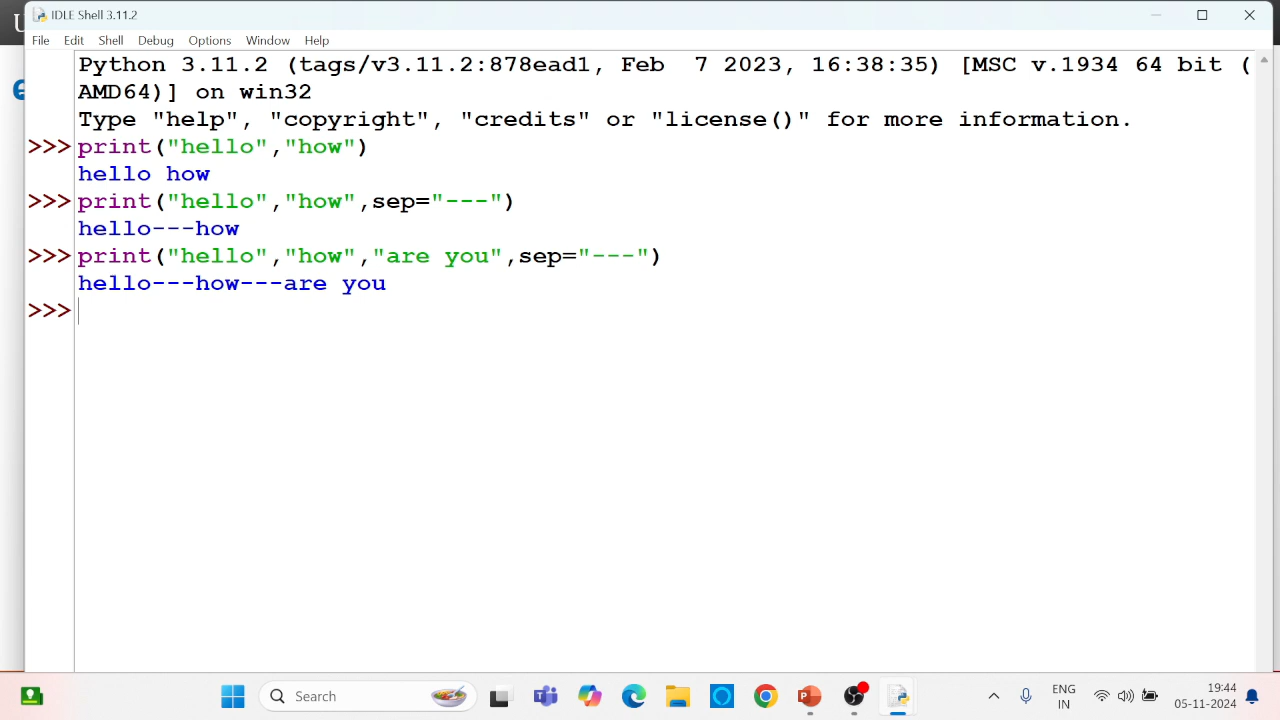 IDLE Shell 3.11.2
File Edit Shell Debug Options Window Help
Python 3.11.2 (tags/v3.11.2:878ead1, Feb  7 2023, 16:38:35) [MSC v.1934 64 bit (
AMD64)] on win32
Type "help", "copyright", "credits" or "license()" for more information.
>>> print("hello","how")
hello how
>>> print("hello","how",sep="---")
hello---how
>>> print("hello","how","are you",sep="---")
hello---how---are you
>>>
Search
ENG
IN
19:44
05-11-2024